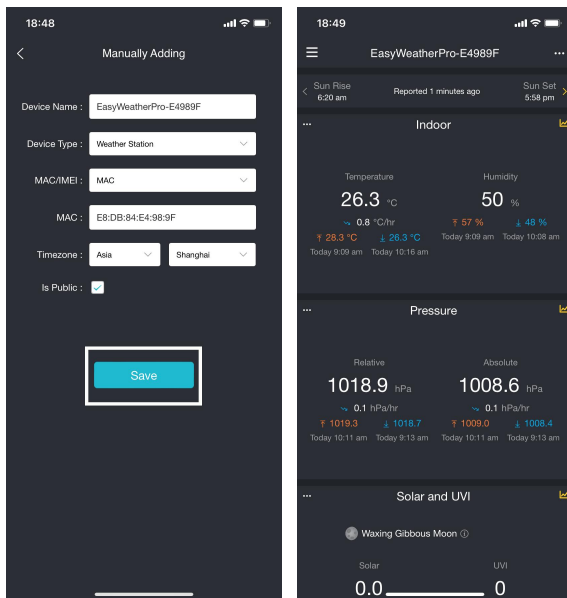 18:48
Manually Adding
Device Name : EasyWeatherPro-E4989F
Device Type : Weather Station
MAC/IMEI : MAC
MAC : E8:DB:84:E4:98:9F
Timezone : Asia Shanghai
Is Public :
Save
18:49
EasyWeatherPro-E4989F
Sun Rise Sun Set
6:20 am Reported 1 minutes ago 5:58 pm
Indoor
Temperature Humidity
26.3 °C 50 %
0.8 °C/hr 57 % 48 %
28.3 °C 26.3 °C Today 9:09 am Today 10:08 am
Today 9:09 am Today 10:16 am
Pressure
Relative Absolute
1018.9 hPa 1008.6 hPa
0.1 hPa/hr 0.1 hPa/hr
1019.3 1018.7 1009.0 1008.4
Today 10:11 am Today 9:13 am Today 10:11 am Today 9:13 am
Solar and UVI
Waxing Gibbous Moon
Solar UVI
0.0 0